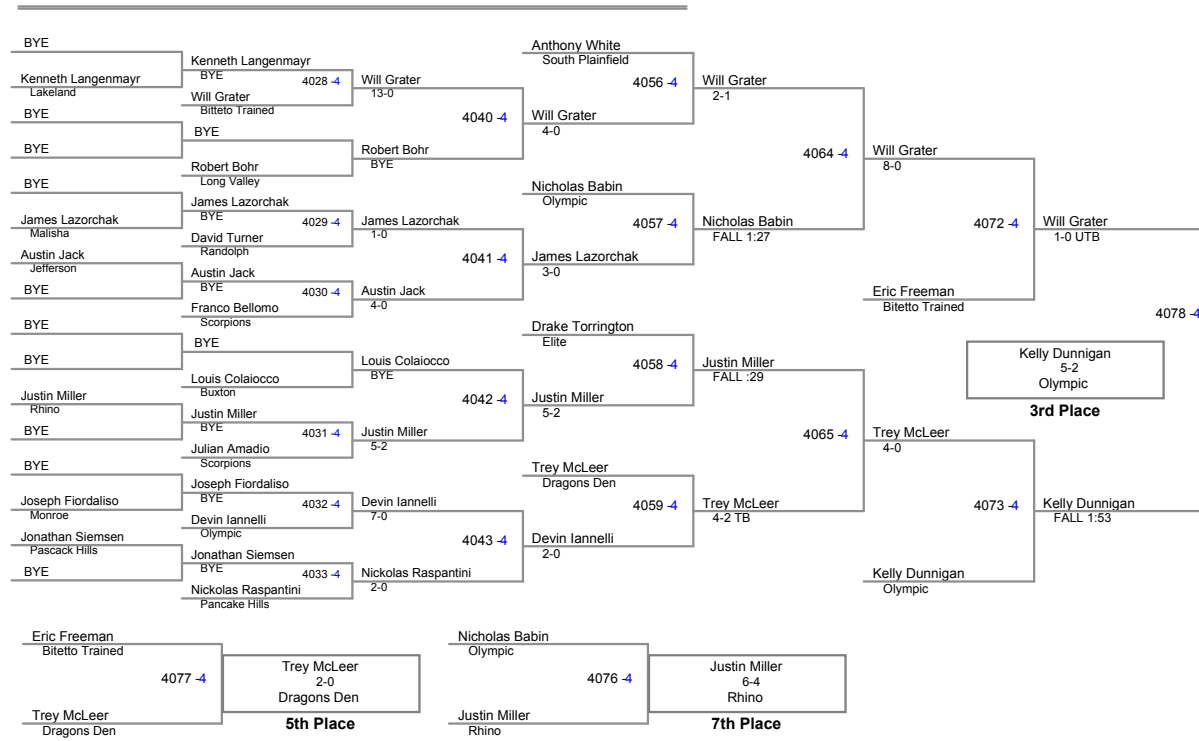 BYE
Kenneth Langenmayr
Lakeland
BYE
BYE
BYE
James Lazorchak
Malisha
Austin Jack
Jefferson
BYE
BYE
BYE
Justin Miller
Rhino
BYE
BYE
Joseph Fiordaliso
Monroe
Jonathan Siemsen
Pascack Hills
BYE
Kenneth Langenmayr
BYE
4028 -4
Will Grater
Bitteto Trained
BYE
Robert Bohr
Long Valley
James Lazorchak
BYE
4029 -4
David Turner
Randolph
Austin Jack
BYE
4030 -4
Franco Bellomo
Scorpions
BYE
Louis Colaiocco
Buxton
Justin Miller
BYE
4031 -4
Julian Amadio
Scorpions
Joseph Fiordaliso
BYE
4032 -4
Devin Iannelli
Olympic
Jonathan Siemsen
BYE
4033 -4
Nickolas Raspantini
Pancake Hills
Will Grater
13-0
4040 -4
Robert Bohr
BYE
James Lazorchak
1-0
4041 -4
Austin Jack
4-0
Louis Colaiocco
BYE
4042 -4
Justin Miller
5-2
Devin Iannelli
7-0
4043 -4
Nickolas Raspantini
2-0
Anthony White
South Plainfield
4056 -4
Will Grater
4-0
Nicholas Babin
Olympic
4057 -4
James Lazorchak
3-0
Drake Torrington
Elite
4058 -4
Justin Miller
5-2
Trey McLeer
Dragons Den
4059 -4
Devin Iannelli
2-0
Will Grater
2-1
4064 -4
Nicholas Babin
FALL 1:27
Justin Miller
FALL :29
4065 -4
Trey McLeer
4-2 TB
Will Grater
8-0
4072 -4
Eric Freeman
Bitetto Trained
Trey McLeer
4-0
4073 -4
Kelly Dunnigan
Olympic
Will Grater
1-0 UTB
4078 -4
Kelly Dunnigan
5-2
Olympic
3rd Place
Kelly Dunnigan
FALL 1:53
Eric Freeman
Bitetto Trained
4077 -4
Trey McLeer
Dragons Den
Trey McLeer
2-0
Dragons Den
5th Place
Nicholas Babin
Olympic
4076 -4
Justin Miller
Rhino
Justin Miller
6-4
Rhino
7th Place